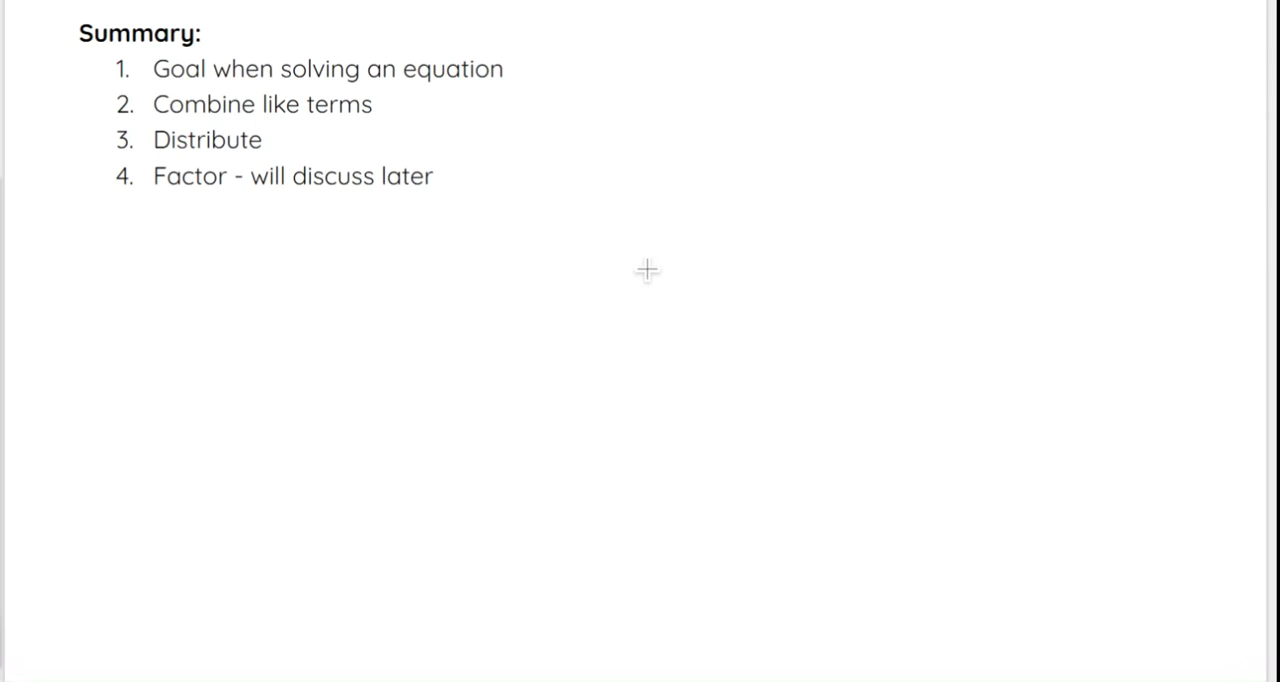 Summary:
1. Goal when solving an equation
2. Combine like terms
3. Distribute
4. Factor - will discuss later